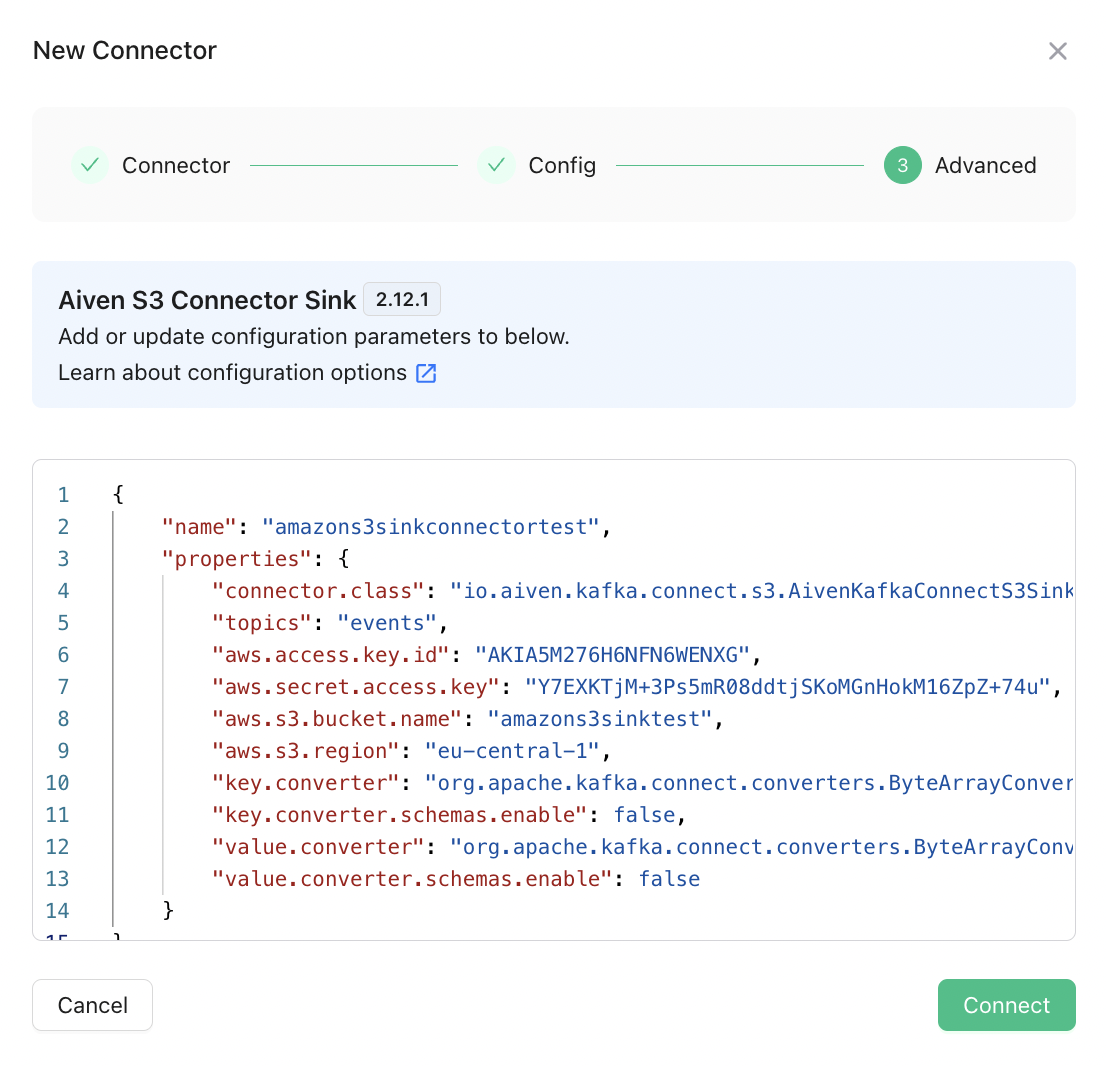 New Connector
Connector
Config
3 Advanced
Aiven S3 Connector Sink 2.12.1
Add or update configuration parameters to below.
Learn about configuration options
1 {
2 "name": "amazons3sinkconnectortest",
3 "properties": {
4 "connector.class": "io.aiven.kafka.connect.s3.AivenKafkaConnectS3Sink
5 "topics": "events",
6 "aws.access.key.id": "AKIA5M276H6NFN6WENXG",
7 "aws.secret.access.key": "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",
8 "aws.s3.bucket.name": "amazons3sinktest",
9 "aws.s3.region": "eu-central-1",
10 "key.converter": "org.apache.kafka.connect.converters.ByteArrayConver
11 "key.converter.schemas.enable": false,
12 "value.converter": "org.apache.kafka.connect.converters.ByteArrayConv
13 "value.converter.schemas.enable": false
14 }
15 }
Cancel
Connect